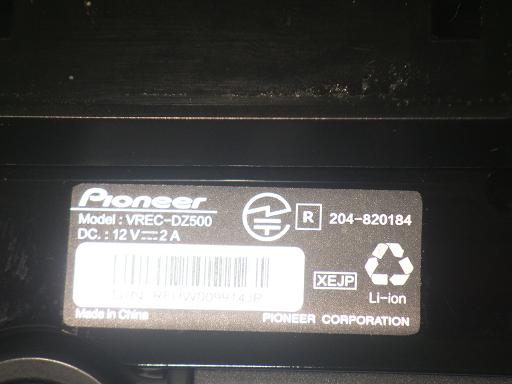 Pioneer
Model : VREC-DZ500
DC. : 12 V⎓2 A
R 204-820184
XEJP
Li-ion
Made in China
PIONEER CORPORATION